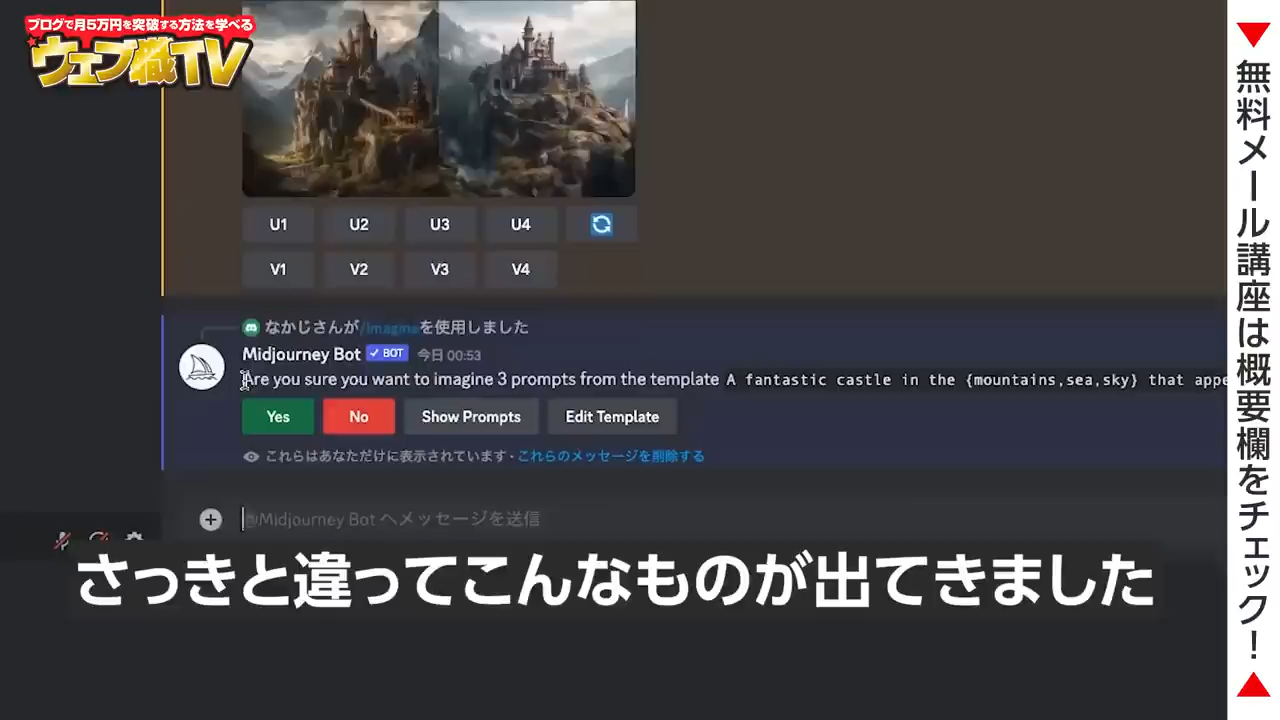 ブログで月5万円を突破する方法を学べる
ウェブ職TV
U1 U2 U3 U4
V1 V2 V3 V4
なかじさんが/imagineを使用しました
Midjourney Bot ✓ BOT 今日 00:53
Are you sure you want to imagine 3 prompts from the template A fantastic castle in the {mountains,sea,sky} that appe
Yes No Show Prompts Edit Template
これらはあなただけに表示されています・これらのメッセージを削除する
@Midjourney Bot へメッセージを送信
さっきと違ってこんなものが出てきました
無料メール講座は概要欄をチェック!